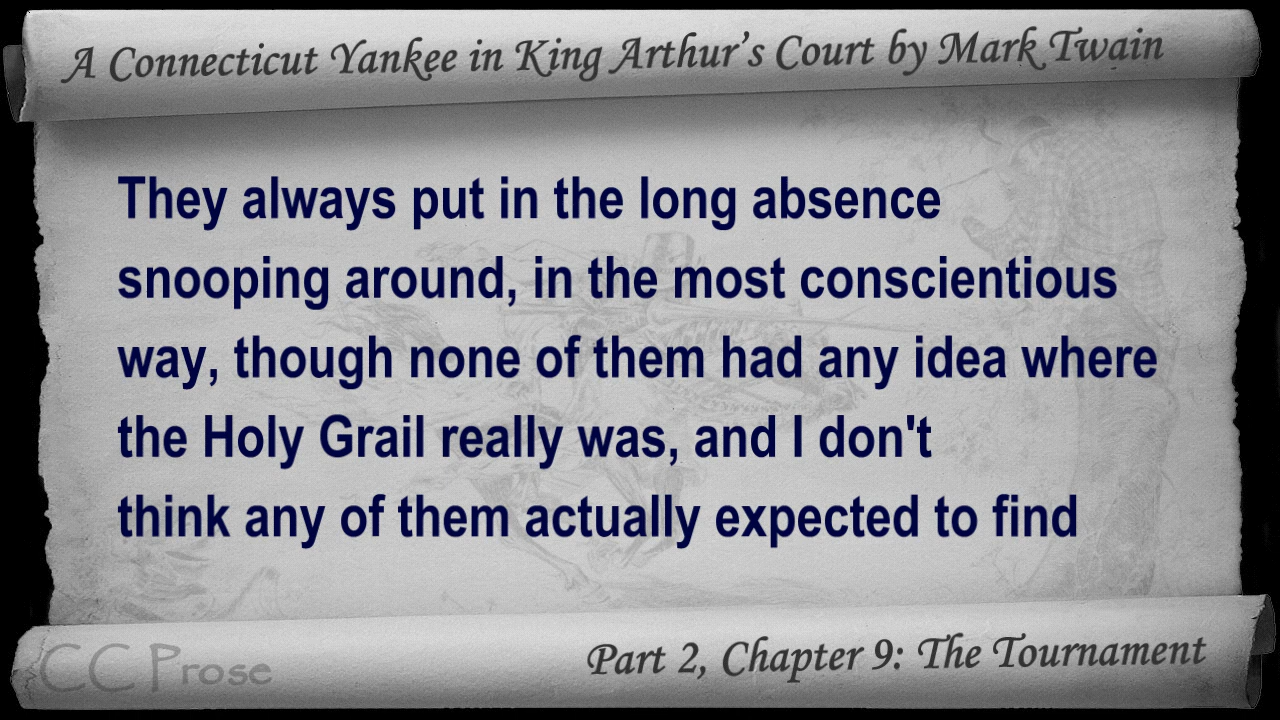 A Connecticut Yankee in King Arthur's Court by Mark Twain
They always put in the long absence
snooping around, in the most conscientious
way, though none of them had any idea where
the Holy Grail really was, and I don't
think any of them actually expected to find
CC Prose
Part 2, Chapter 9: The Tournament